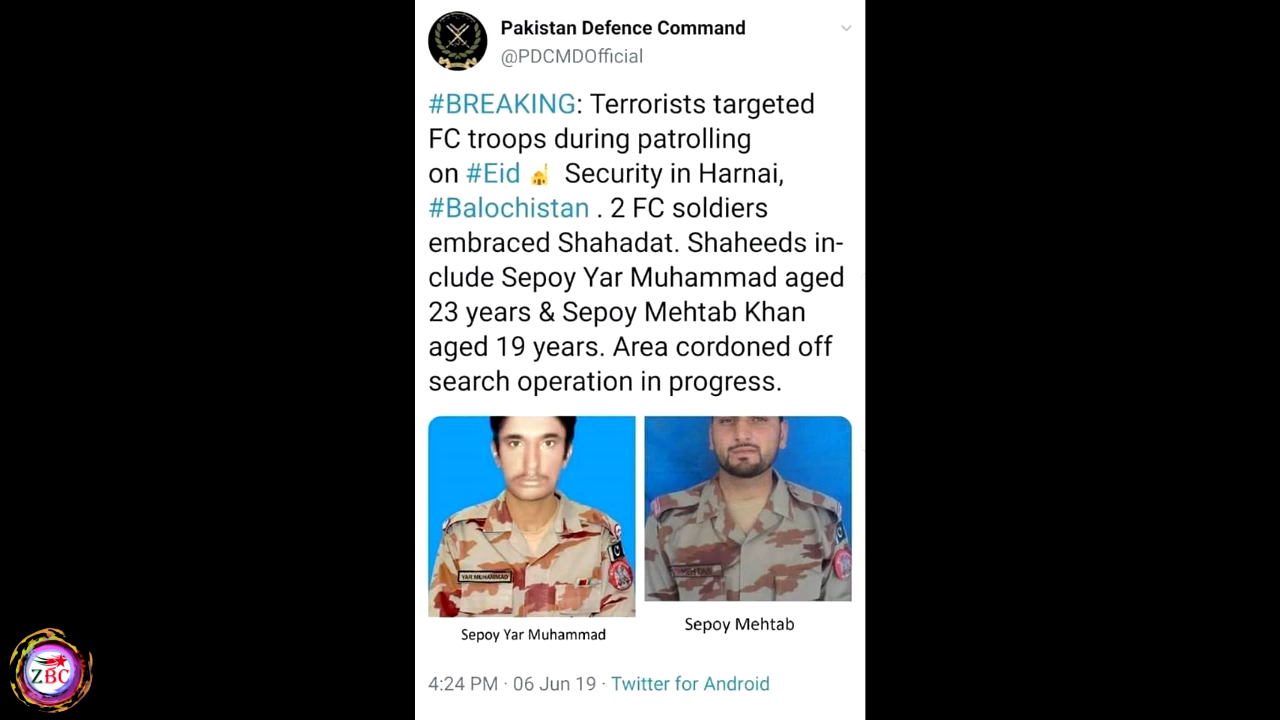 Pakistan Defence Command
@PDCMDOfficial
#BREAKING: Terrorists targeted
FC troops during patrolling
on #Eid 🕌 Security in Harnai,
#Balochistan . 2 FC soldiers
embraced Shahadat. Shaheeds in-
clude Sepoy Yar Muhammad aged
23 years & Sepoy Mehtab Khan
aged 19 years. Area cordoned off
search operation in progress.
YAR MUHAMMAD
Sepoy Yar Muhammad
Sepoy Mehtab
4:24 PM · 06 Jun 19 · Twitter for Android
ZBC